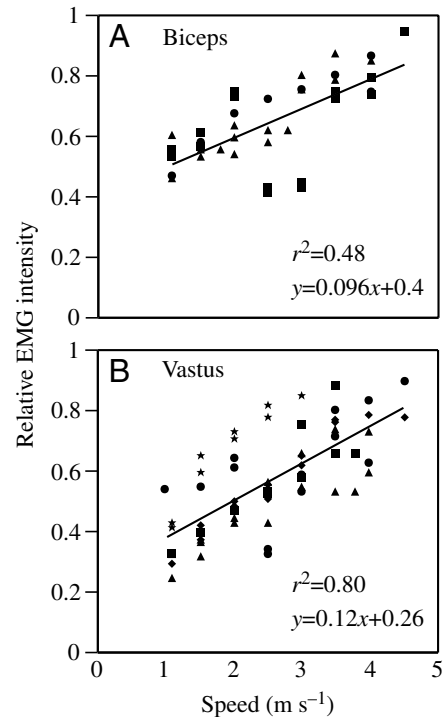 A Biceps
1
0.8
0.6
0.4
0.2
0
r²=0.48
y=0.096x+0.4
Relative EMG intensity
B Vastus
1
0.8
0.6
0.4
0.2
0
r²=0.80
y=0.12x+0.26
0 1 2 3 4 5
Speed (m s⁻¹)